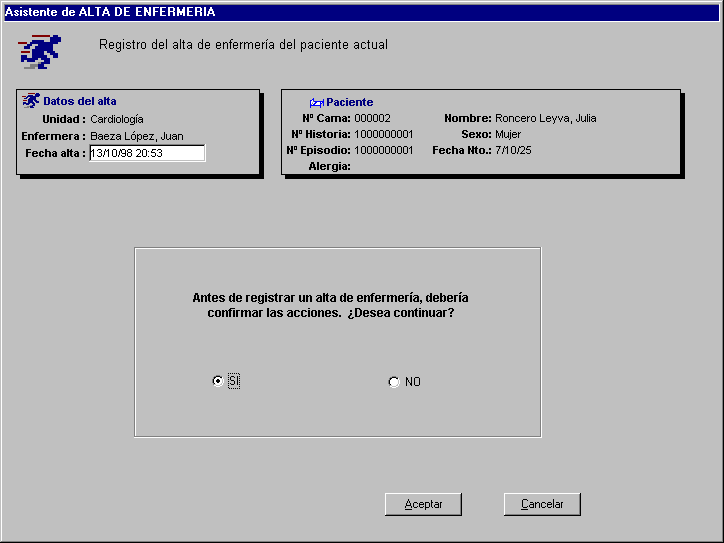 Asistente de ALTA DE ENFERMERIA
Registro del alta de enfermería del paciente actual
Datos del alta
Unidad : Cardiología
Enfermera : Baeza López, Juan
Fecha alta : 13/10/98 20:53
Paciente
Nº Cama: 000002 Nombre: Roncero Leyva, Julia
Nº Historia: 1000000001 Sexo: Mujer
Nº Episodio: 1000000001 Fecha Nto.: 7/10/25
Alergia:
Antes de registrar un alta de enfermería, debería
confirmar las acciones. ¿Desea continuar?
SI NO
Aceptar Cancelar